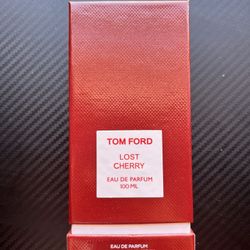 TOM FORD
LOST
CHERRY
EAU DE PARFUM
100 ML
EAU DE PARFUM